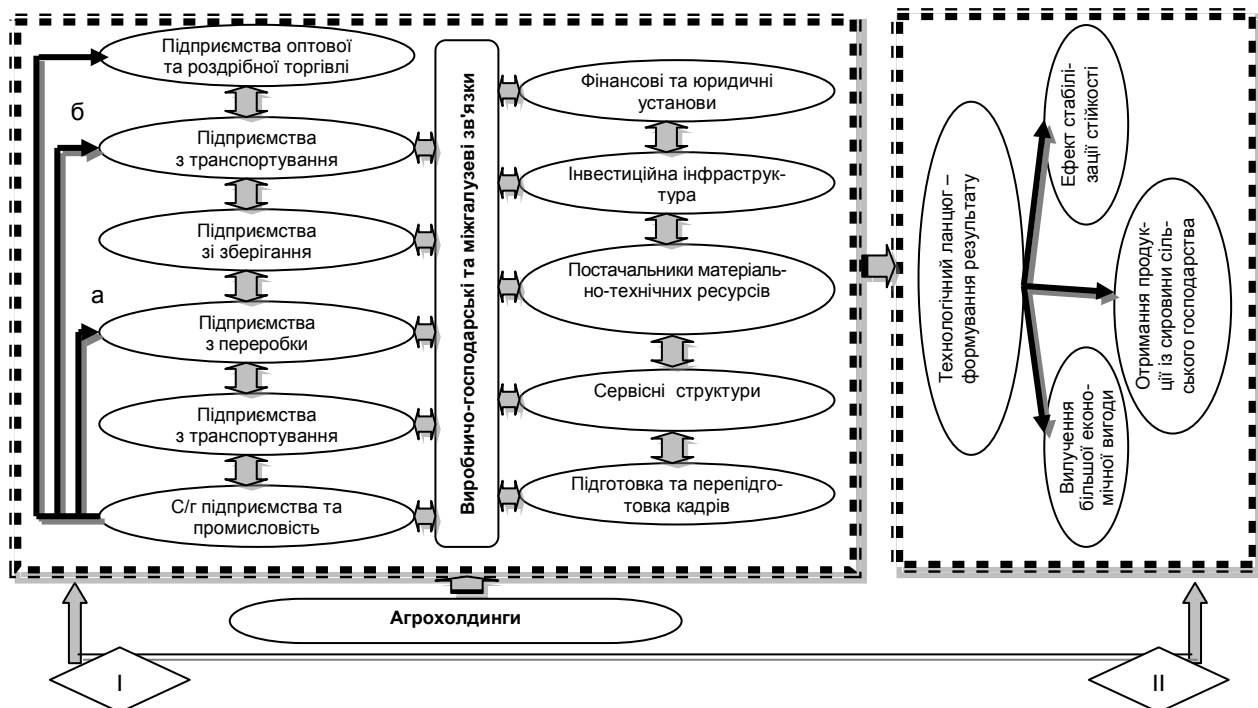 Підприємства оптової
та роздрібної торгівлі
б
Підприємства
з транспортування
Підприємства
зі зберігання
а
Підприємства
з переробки
Підприємства
з транспортування
С/г підприємства та
промисловість
Виробничо-господарські та міжгалузеві зв'язки
Фінансові та юридичні
установи
Інвестиційна інфраструк-
тура
Постачальники матеріаль-
но-технічних ресурсів
Сервісні структури
Підготовка та перепідго-
товка кадрів
Технологічний ланцюг –
формування результату
Ефект стабілі-
зації стійкості
Отримання продук-
ції із сировини сіль-
ського господарства
Вилучення
більшої еконо-
мічної вигоди
Агрохолдинги
I
II